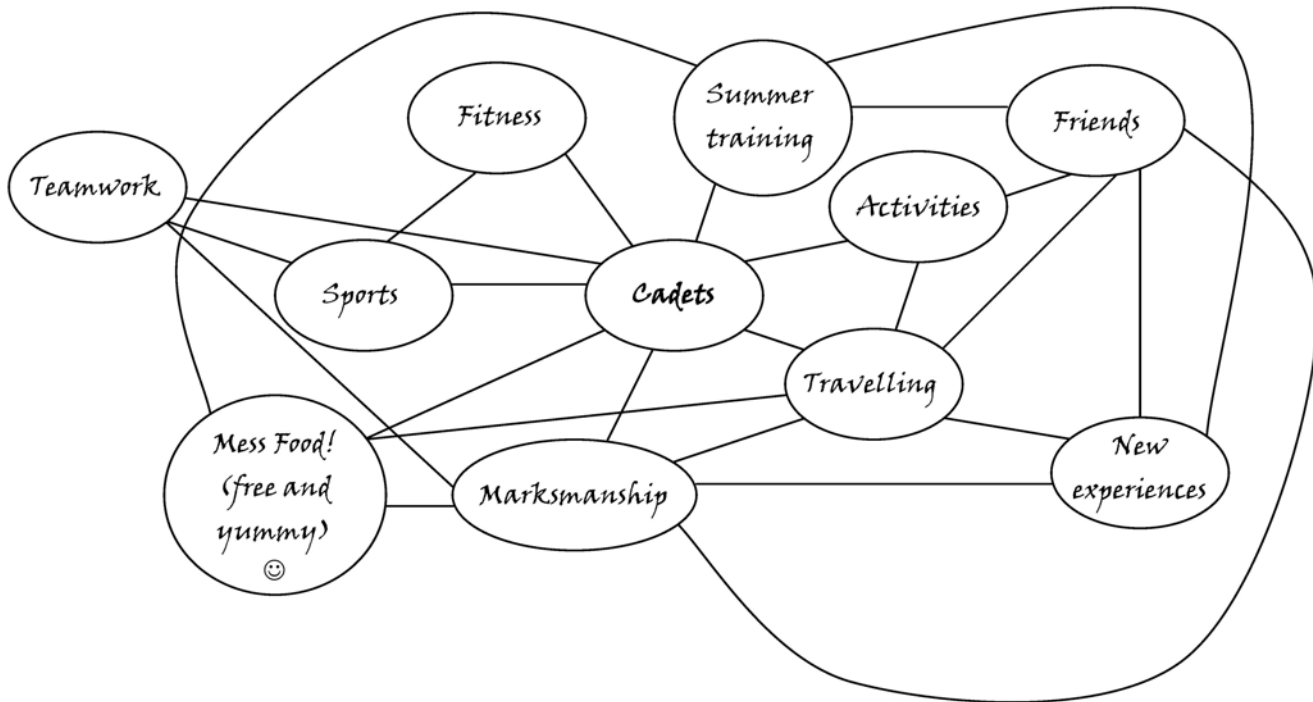 Summer
training
Fitness
Friends
Teamwork
Activities
Sports
Cadets
Travelling
Mess Food!
(free and
yummy)
☺
Marksmanship
New
experiences